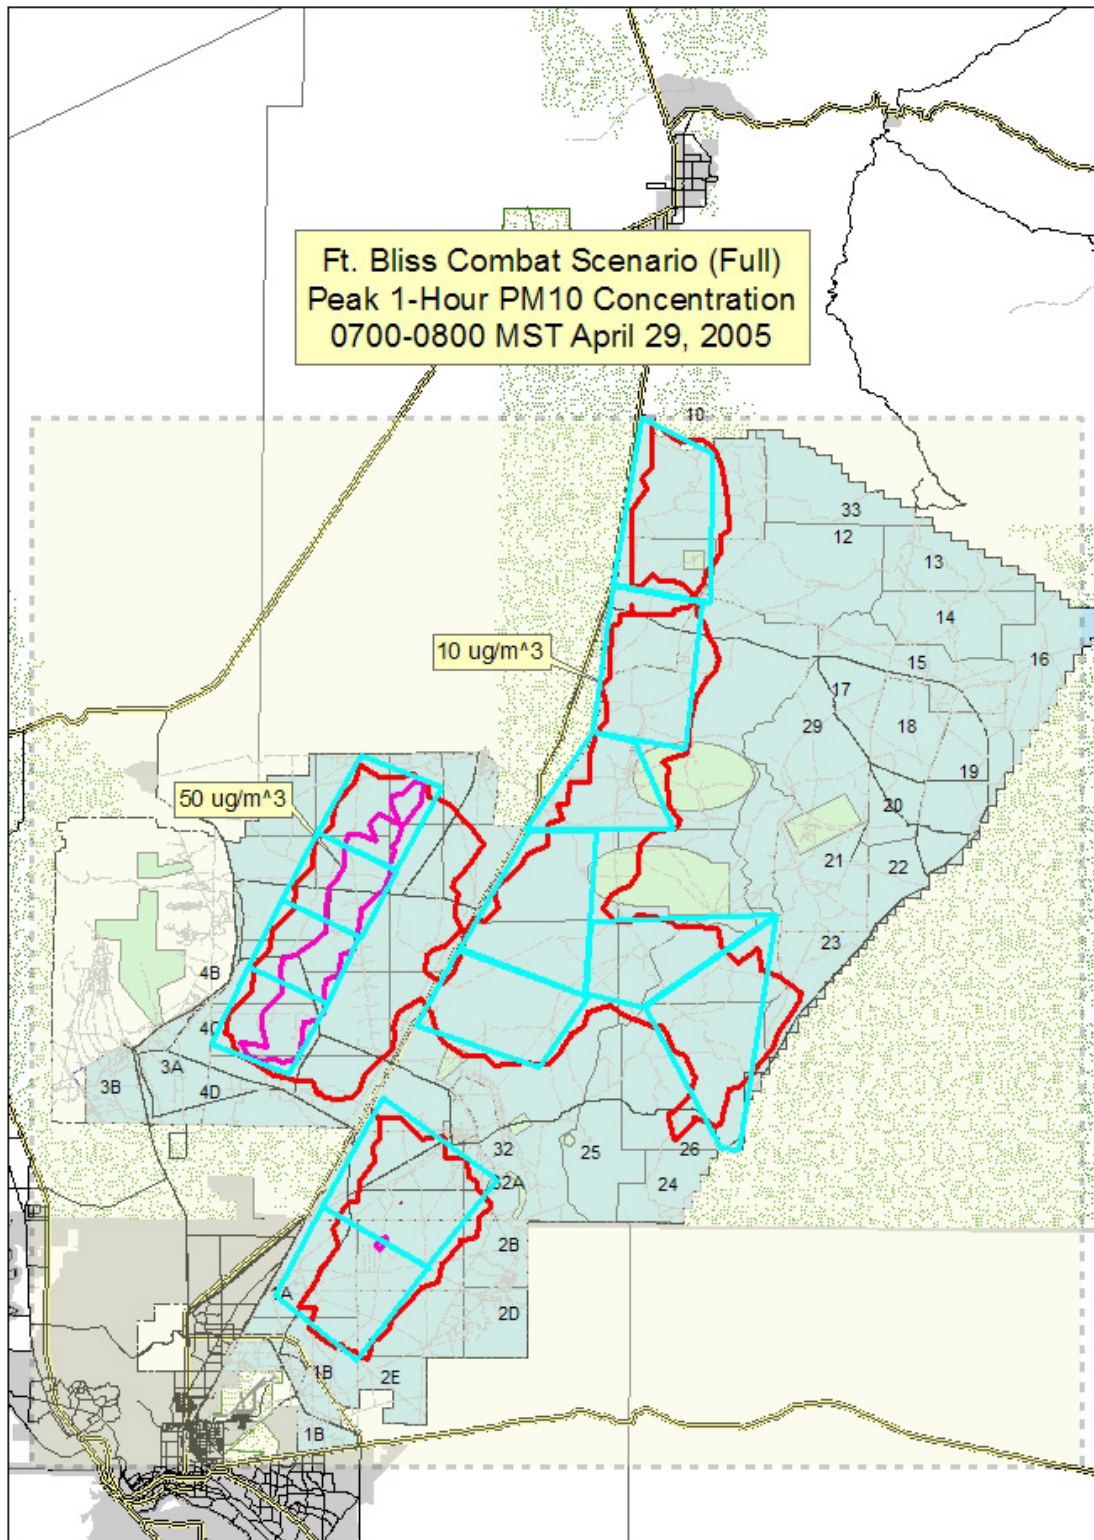 Ft. Bliss Combat Scenario (Full)
Peak 1-Hour PM10 Concentration
0700-0800 MST April 29, 2005
10
33
12
13
14
10 ug/m^3
15
16
17
29
18
19
50 ug/m^3
20
21
22
23
4B
3A
3B
4D
32
25
26
24
2B
2D
1B
2E
1B